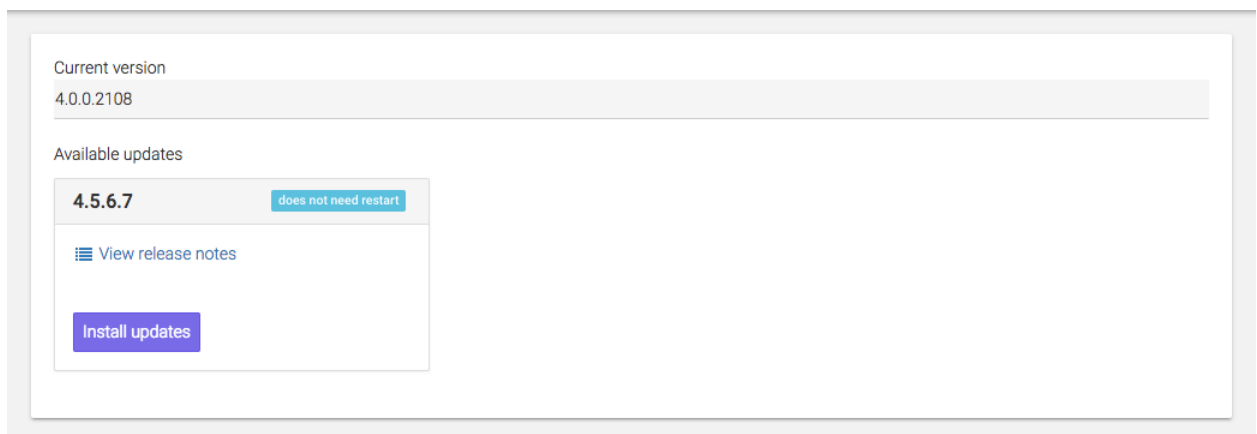 Current version
4.0.0.2108
Available updates
4.5.6.7 does not need restart
View release notes
Install updates